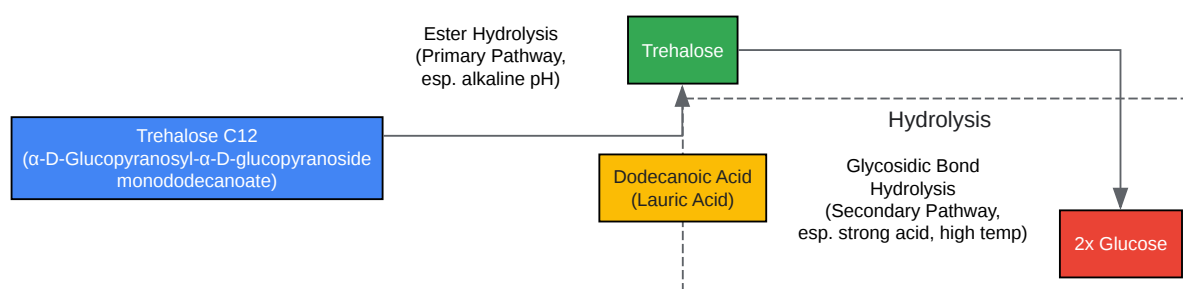 Ester Hydrolysis
(Primary Pathway,
esp. alkaline pH)
Trehalose
Trehalose C12
(α-D-Glucopyranosyl-α-D-glucopyranoside
monododecanoate)
Dodecanoic Acid
(Lauric Acid)
Hydrolysis
Glycosidic Bond
Hydrolysis
(Secondary Pathway,
esp. strong acid, high temp)
2x Glucose